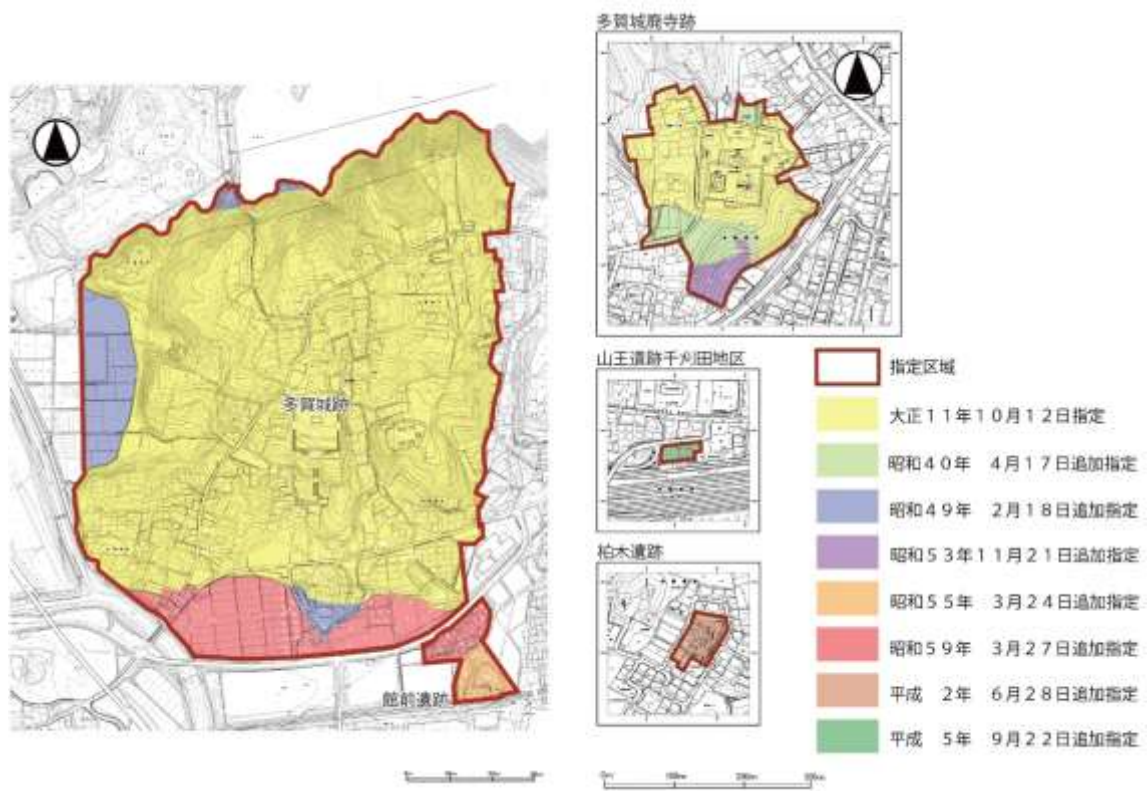 多賀城跡
館前遺跡
多賀城廃寺跡
山王遺跡千刈田地区
柏木遺跡
指定区域
大正11年10月12日指定
昭和40年 4月17日追加指定
昭和49年 2月18日追加指定
昭和53年11月21日追加指定
昭和55年 3月24日追加指定
昭和59年 3月27日追加指定
平成 2年 6月28日追加指定
平成 5年 9月22日追加指定